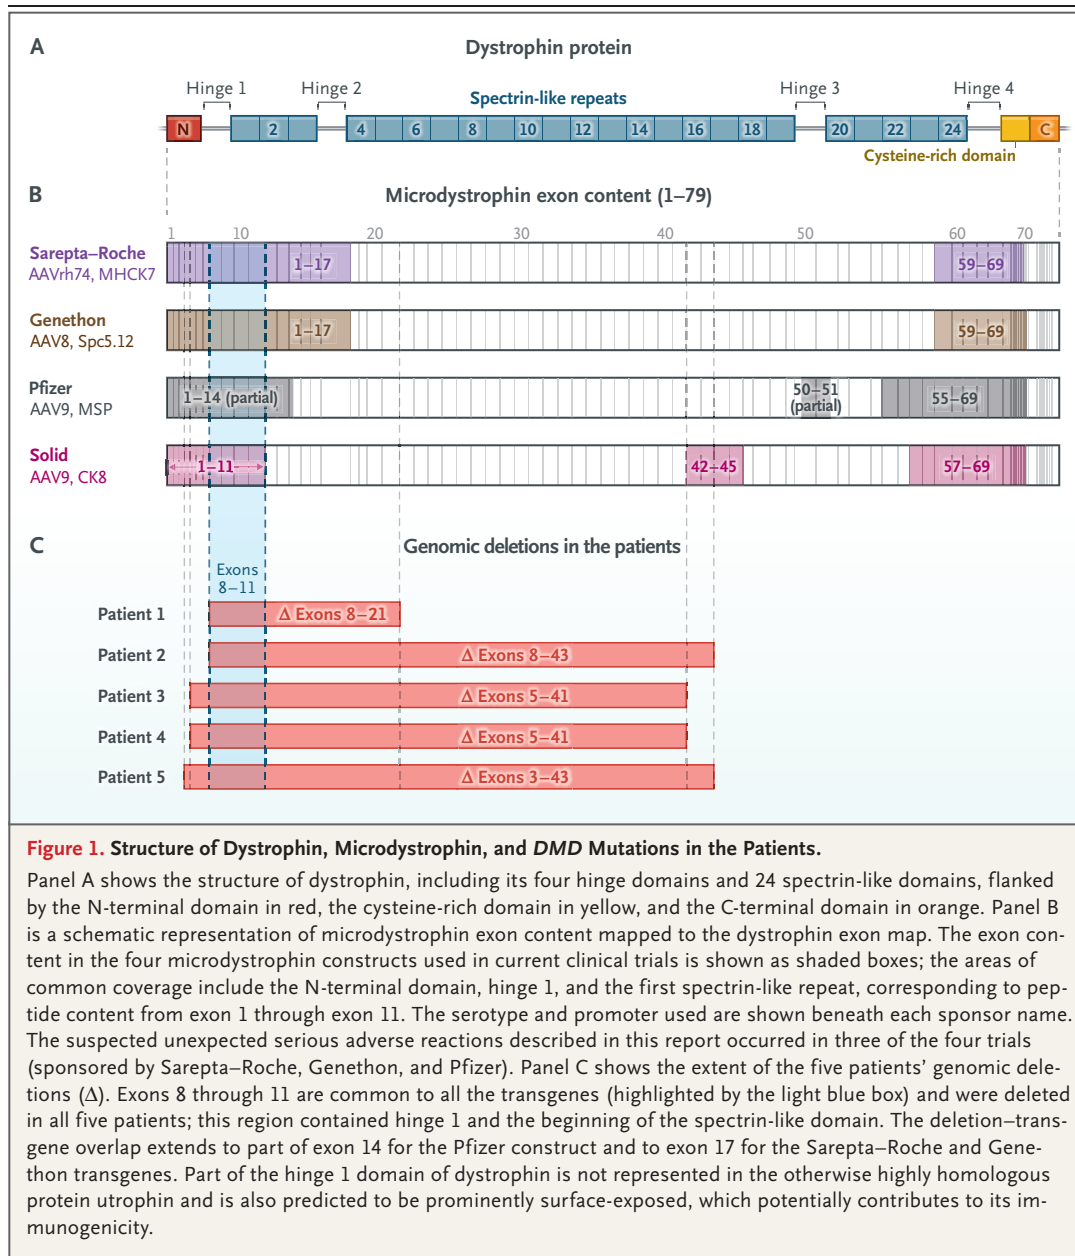 A
Dystrophin protein
Hinge 1
Hinge 2
Spectrin-like repeats
Hinge 3
Hinge 4
N
2
4
6
8
10
12
14
16
18
20
22
24
C
Cysteine-rich domain
B
Microdystrophin exon content (1–79)
1
10
20
30
40
50
60
70
Sarepta–Roche
AAVrh74, MHCK7
1–17
59–69
Genethon
AAV8, Spc5.12
1–17
59–69
Pfizer
AAV9, MSP
1–14 (partial)
50–51
(partial)
55–69
Solid
AAV9, CK8
1–11
42–45
57–69
C
Genomic deletions in the patients
Exons
8–11
Patient 1
Δ Exons 8–21
Patient 2
Δ Exons 8–43
Patient 3
Δ Exons 5–41
Patient 4
Δ Exons 5–41
Patient 5
Δ Exons 3–43
Figure 1. Structure of Dystrophin, Microdystrophin, and DMD Mutations in the Patients.
Panel A shows the structure of dystrophin, including its four hinge domains and 24 spectrin-like domains, flanked
by the N-terminal domain in red, the cysteine-rich domain in yellow, and the C-terminal domain in orange. Panel B
is a schematic representation of microdystrophin exon content mapped to the dystrophin exon map. The exon con-
tent in the four microdystrophin constructs used in current clinical trials is shown as shaded boxes; the areas of
common coverage include the N-terminal domain, hinge 1, and the first spectrin-like repeat, corresponding to pep-
tide content from exon 1 through exon 11. The serotype and promoter used are shown beneath each sponsor name.
The suspected unexpected serious adverse reactions described in this report occurred in three of the four trials
(sponsored by Sarepta–Roche, Genethon, and Pfizer). Panel C shows the extent of the five patients' genomic dele-
tions (Δ). Exons 8 through 11 are common to all the transgenes (highlighted by the light blue box) and were deleted
in all five patients; this region contained hinge 1 and the beginning of the spectrin-like domain. The deletion–trans-
gene overlap extends to part of exon 14 for the Pfizer construct and to exon 17 for the Sarepta–Roche and Gene-
thon transgenes. Part of the hinge 1 domain of dystrophin is not represented in the otherwise highly homologous
protein utrophin and is also predicted to be prominently surface-exposed, which potentially contributes to its im-
munogenicity.